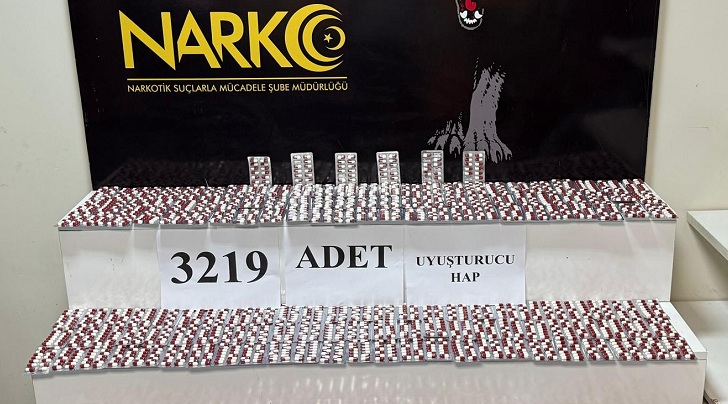 NARKO
NARKOTİK SUÇLARLA MÜCADELE ŞUBE MÜDÜRLÜĞÜ
3219
ADET
UYUŞTURUCU
HAP